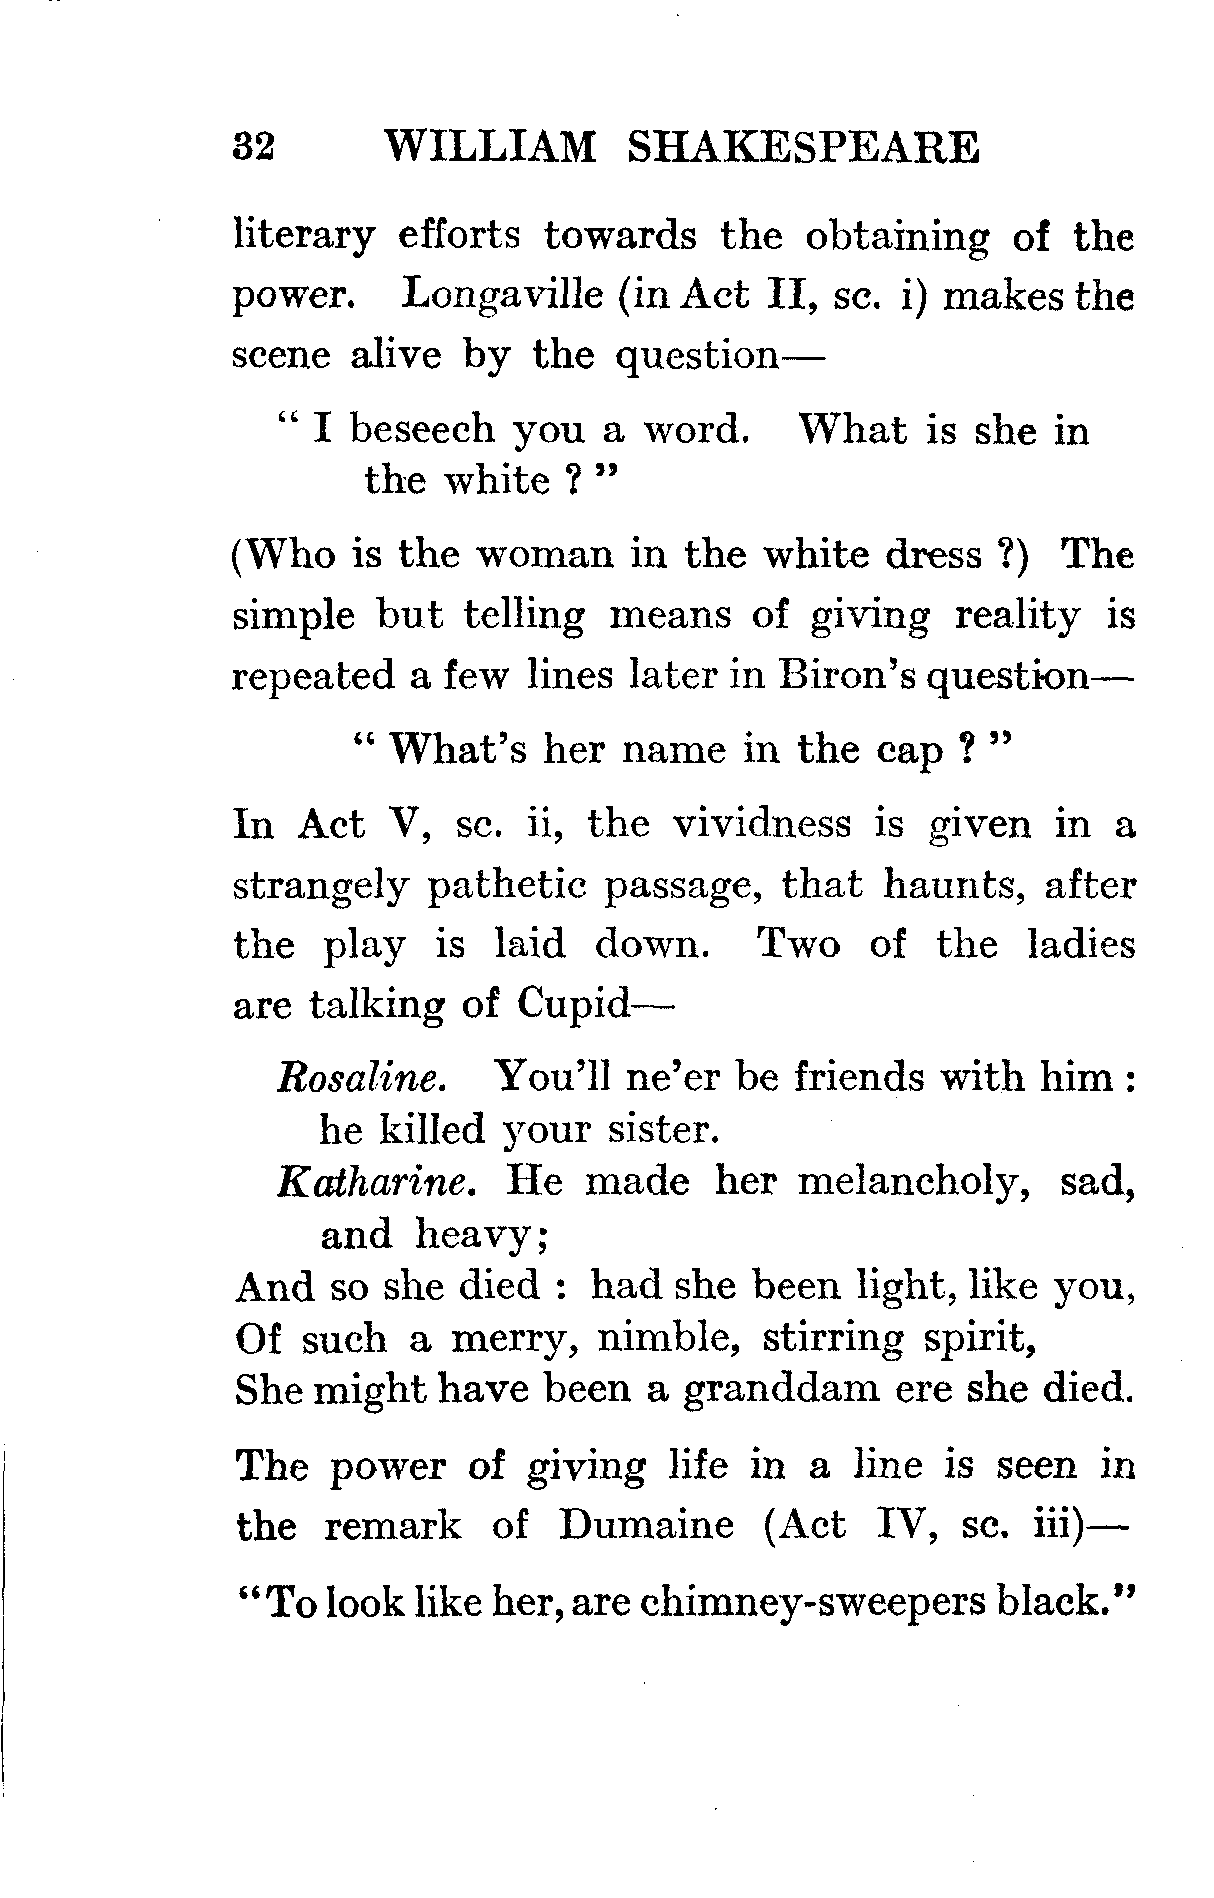 32 WILLIAM SHAKESPEARE
literary efforts towards the obtaining of the
power. Longaville (in Act II, sc. i) makes the
scene alive by the question—
“ I beseech you a word. What is she in
the white ? ”
(Who is the woman in the white dress ?) The
simple but telling means of giving reality is
repeated a few lines later in Biron’s question—
“ What’s her name in the cap ? ”
In Act V, sc. ii, the vividness is given in a
strangely pathetic passage, that haunts, after
the play is laid down. Two of the ladies
are talking of Cupid—
Rosaline. You’ll ne’er be friends with him :
he killed your sister.
Katharine. He made her melancholy, sad,
and heavy;
And so she died : had she been light, like you,
Of such a merry, nimble, stirring spirit,
She might have been a granddam ere she died.
The power of giving life in a line is seen in
the remark of Dumaine (Act IV, sc. iii)—
“To look like her, are chimney-sweepers black.”